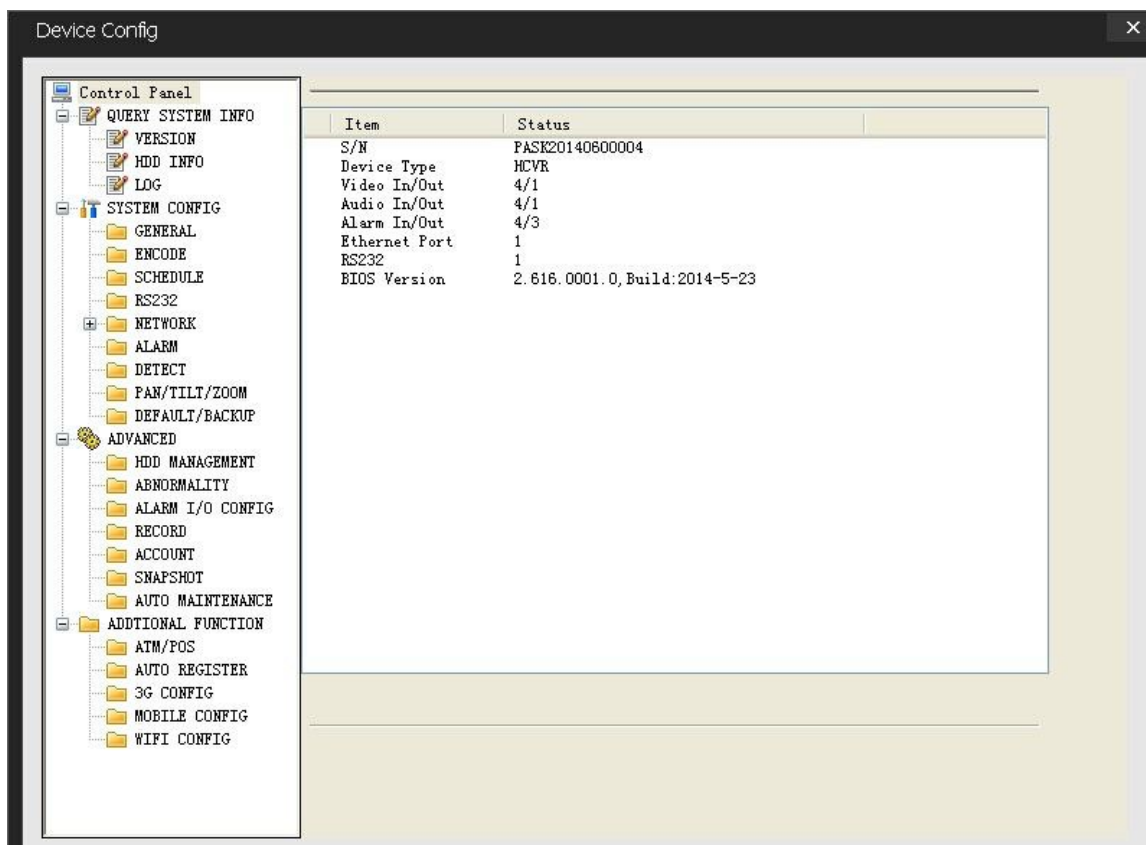 Device Config
Control Panel
QUERY SYSTEM INFO
VERSION
HDD INFO
LOG
SYSTEM CONFIG
GENERAL
ENCODE
SCHEDULE
RS232
NETWORK
ALARM
DETECT
PAN/TILT/ZOOM
DEFAULT/BACKUP
ADVANCED
HDD MANAGEMENT
ABNORMALITY
ALARM I/O CONFIG
RECORD
ACCOUNT
SNAPSHOT
AUTO MAINTENANCE
ADDTIONAL FUNCTION
ATM/POS
AUTO REGISTER
3G CONFIG
MOBILE CONFIG
WIFI CONFIG
Item Status
S/N PASK20140600004
Device Type HCVR
Video In/Out 4/1
Audio In/Out 4/1
Alarm In/Out 4/3
Ethernet Port 1
RS232 1
BIOS Version 2.616.0001.0,Build:2014-5-23